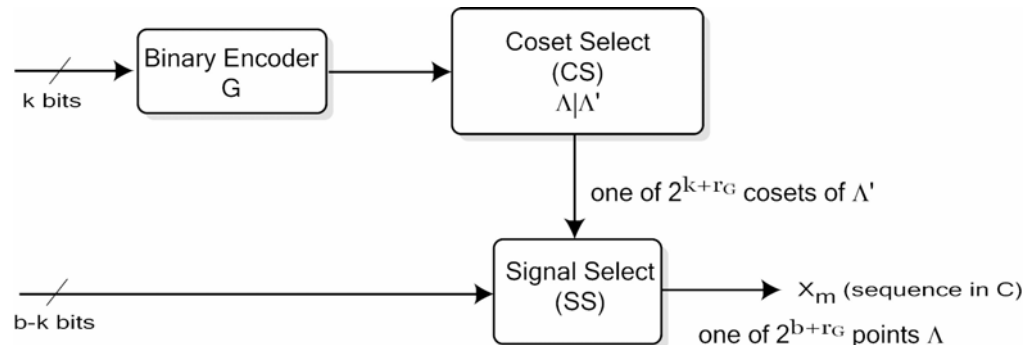 Binary Encoder
G
k bits
Coset Select
(CS)
Λ|Λ'
one of 2^{k+r_G} cosets of Λ'
Signal Select
(SS)
b-k bits
X_m (sequence in C)
one of 2^{b+r_G} points Λ